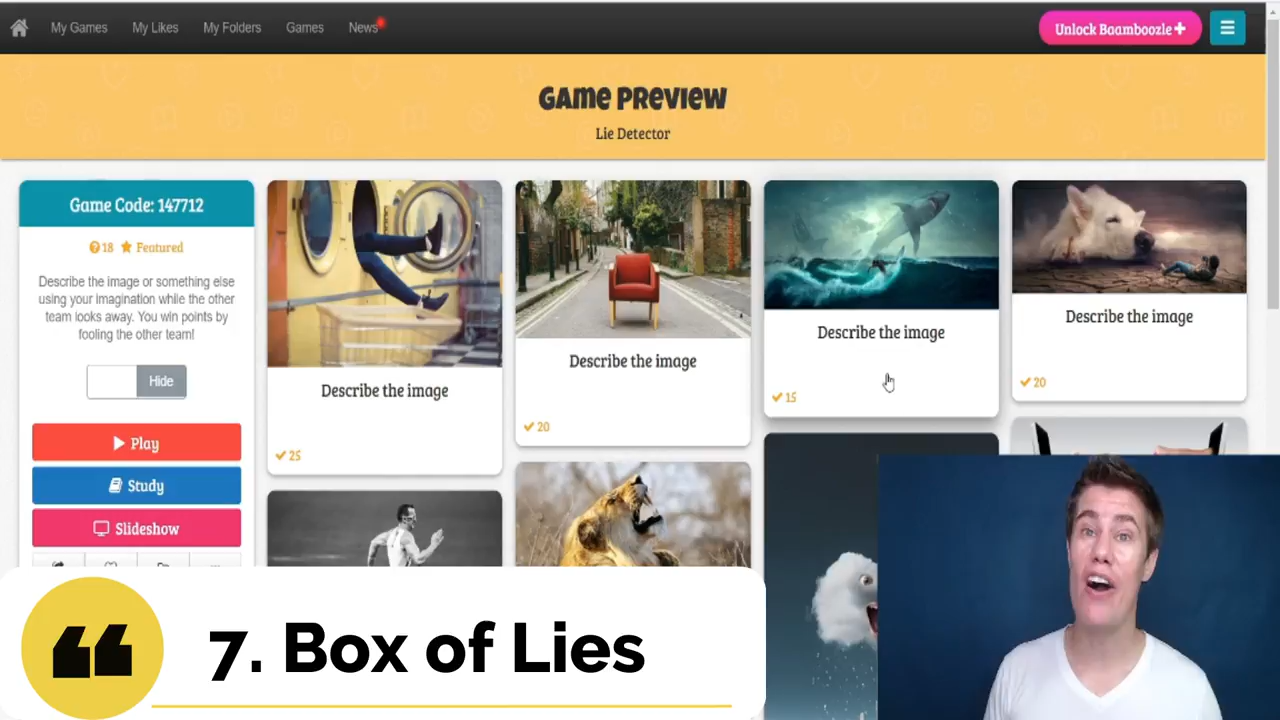 My Games My Likes My Folders Games News Unlock Baamboozle
GAME PREVIEW
Lie Detector
Game Code: 147712
18 Featured
Describe the image or something else
using your imagination while the other
team looks away. You win points by
fooling the other team!
Hide
Play
Study
Slideshow
Describe the image
25
Describe the image
20
Describe the image
15
Describe the image
20
7. Box of Lies